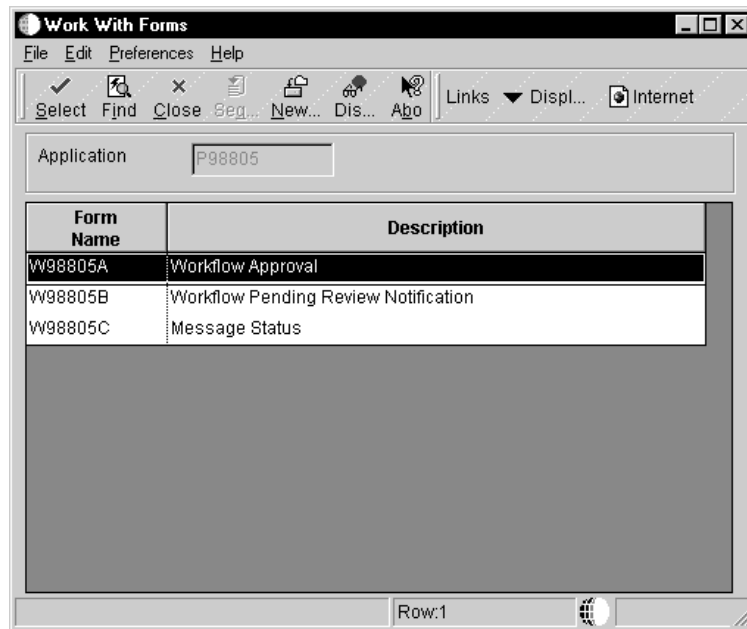 Work With Forms
File Edit Preferences Help
Select Find Close Seq... New... Dis... Abo Links Displ... Internet
Application P98805
Form Name Description
W98805A Workflow Approval
W98805B Workflow Pending Review Notification
W98805C Message Status
Row:1